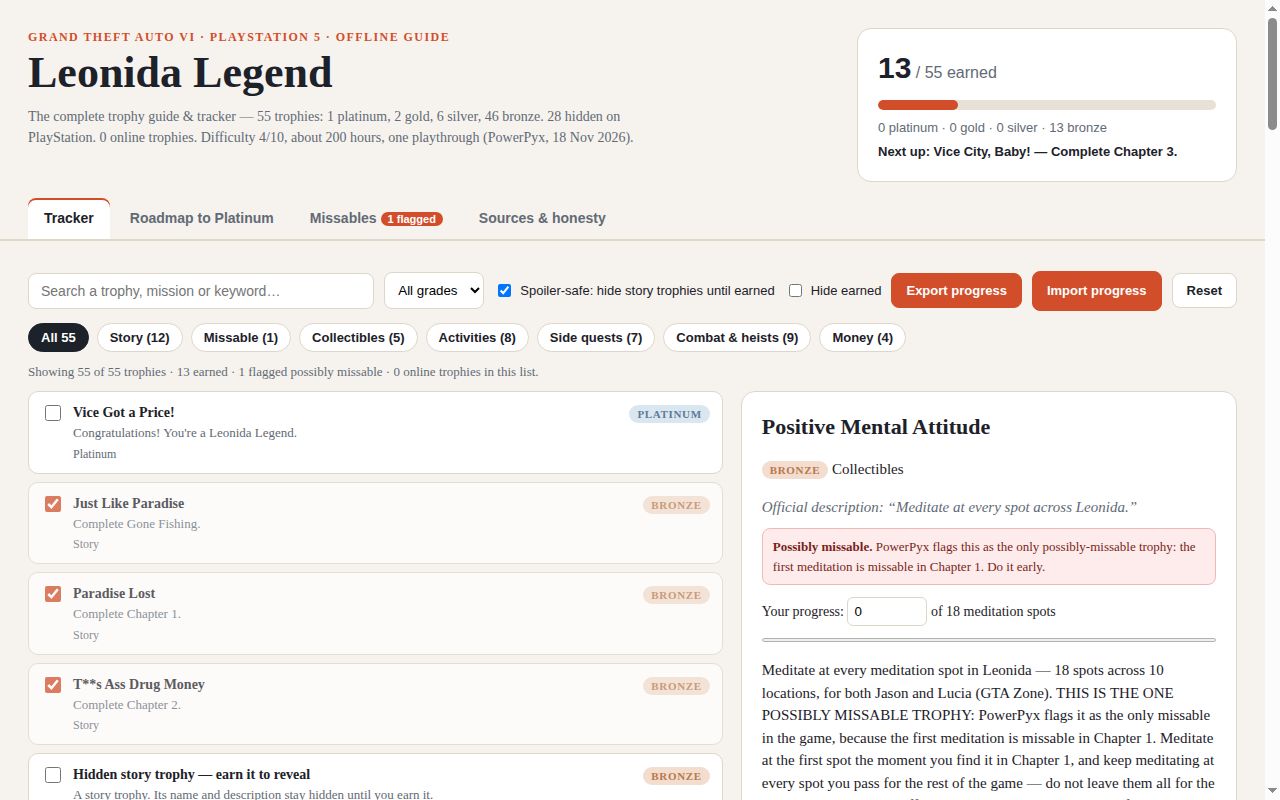 GRAND THEFT AUTO VI · PLAYSTATION 5 · OFFLINE GUIDE
Leonida Legend
The complete trophy guide & tracker — 55 trophies: 1 platinum, 2 gold, 6 silver, 46 bronze. 28 hidden on
PlayStation. 0 online trophies. Difficulty 4/10, about 200 hours, one playthrough (PowerPyx, 18 Nov 2026).
13 / 55 earned
0 platinum · 0 gold · 0 silver · 13 bronze
Next up: Vice City, Baby! — Complete Chapter 3.
Tracker
Roadmap to Platinum
Missables 1 flagged
Sources & honesty
Search a trophy, mission or keyword…
All grades
Spoiler-safe: hide story trophies until earned
Hide earned
Export progress
Import progress
Reset
All 55
Story (12)
Missable (1)
Collectibles (5)
Activities (8)
Side quests (7)
Combat & heists (9)
Money (4)
Showing 55 of 55 trophies · 13 earned · 1 flagged possibly missable · 0 online trophies in this list.
Vice Got a Price!
PLATINUM
Congratulations! You're a Leonida Legend.
Platinum
Just Like Paradise
BRONZE
Complete Gone Fishing.
Story
Paradise Lost
BRONZE
Complete Chapter 1.
Story
T**s Ass Drug Money
BRONZE
Complete Chapter 2.
Story
Hidden story trophy — earn it to reveal
BRONZE
A story trophy. Its name and description stay hidden until you earn it.
Positive Mental Attitude
BRONZE Collectibles
Official description: “Meditate at every spot across Leonida.”
Possibly missable. PowerPyx flags this as the only possibly-missable trophy: the
first meditation is missable in Chapter 1. Do it early.
Your progress: 0 of 18 meditation spots
Meditate at every meditation spot in Leonida — 18 spots across 10
locations, for both Jason and Lucia (GTA Zone). THIS IS THE ONE
POSSIBLY MISSABLE TROPHY: PowerPyx flags it as the only missable
in the game, because the first meditation is missable in Chapter 1. Meditate
at the first spot the moment you find it in Chapter 1, and keep meditating at
every spot you pass for the rest of the game — do not leave them all for the